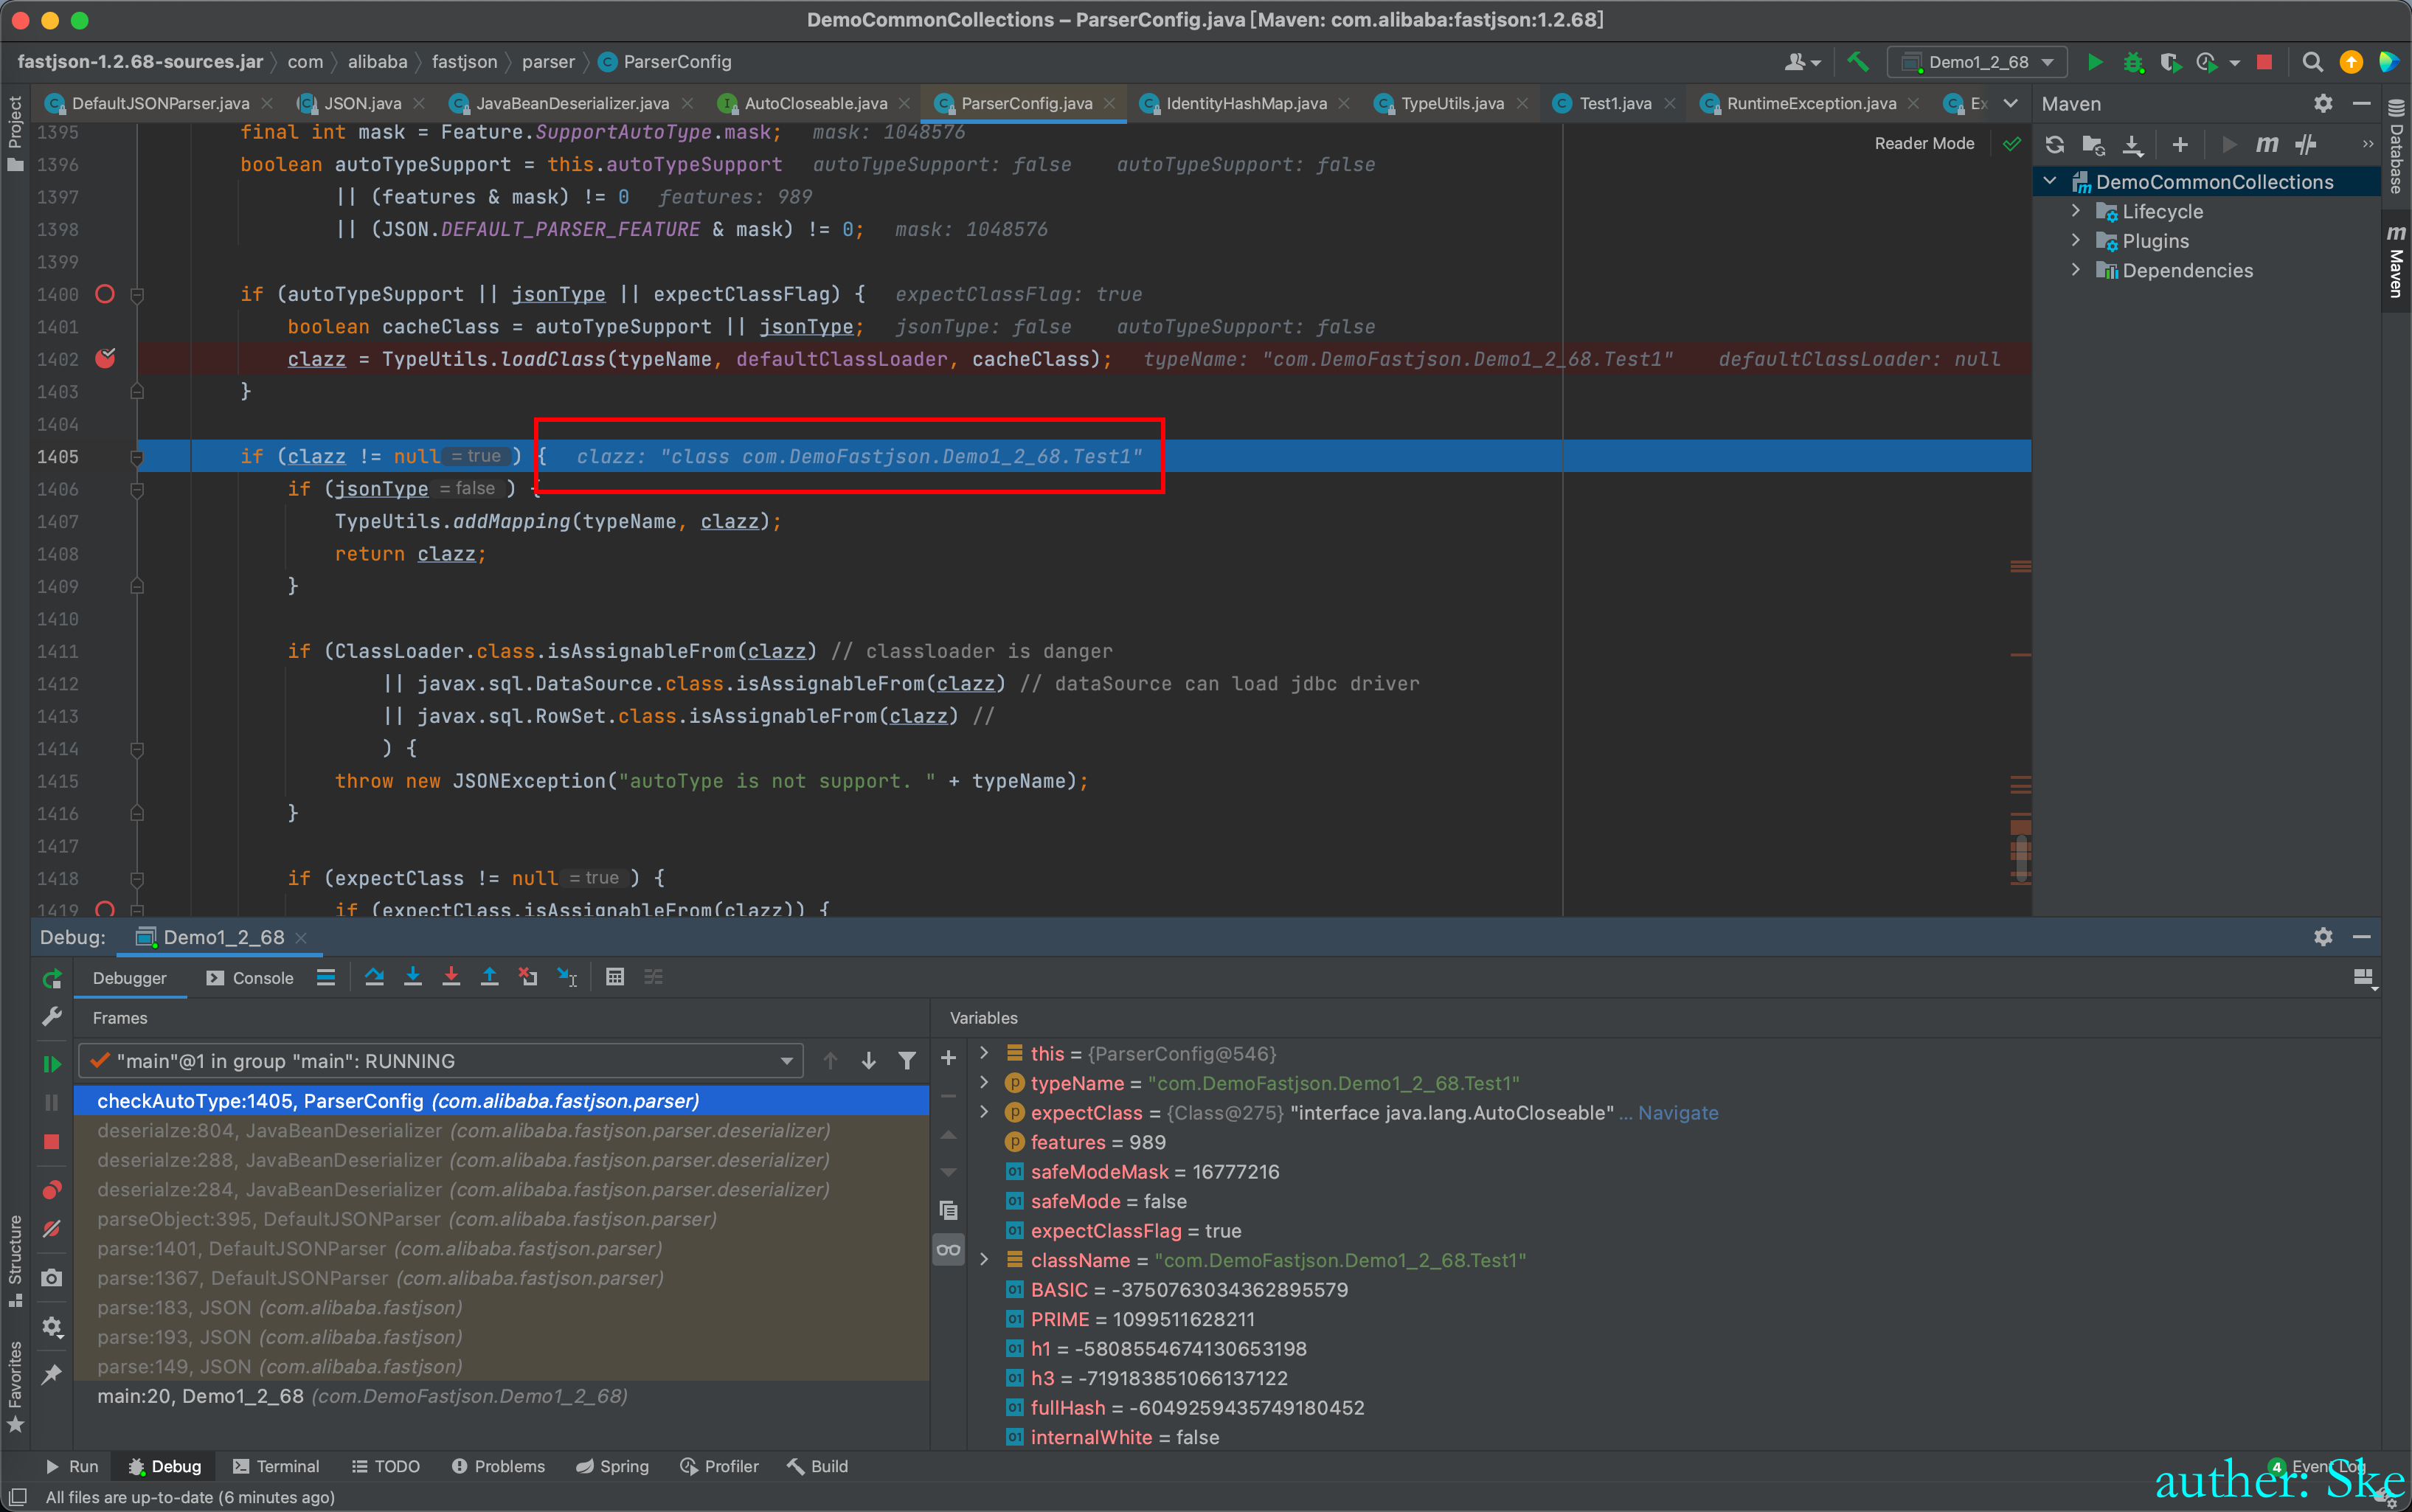 DemoCommonCollections – ParserConfig.java [Maven: com.alibaba:fastjson:1.2.68]
fastjson-1.2.68-sources.jar com alibaba fastjson parser ParserConfig
Demo1_2_68
DefaultJSONParser.java JSON.java JavaBeanDeserializer.java AutoCloseable.java ParserConfig.java IdentityHashMap.java TypeUtils.java Test1.java RuntimeException.java Ex
Maven
Project
Database
Maven
Reader Mode
DemoCommonCollections
Lifecycle
Plugins
Dependencies
1395 final int mask = Feature.SupportAutoType.mask; mask: 1048576
1396 boolean autoTypeSupport = this.autoTypeSupport autoTypeSupport: false autoTypeSupport: false
1397 || (features & mask) != 0 features: 989
1398 || (JSON.DEFAULT_PARSER_FEATURE & mask) != 0; mask: 1048576
1399
1400 if (autoTypeSupport || jsonType || expectClassFlag) { expectClassFlag: true
1401 boolean cacheClass = autoTypeSupport || jsonType; jsonType: false autoTypeSupport: false
1402 clazz = TypeUtils.loadClass(typeName, defaultClassLoader, cacheClass); typeName: "com.DemoFastjson.Demo1_2_68.Test1" defaultClassLoader: null
1403 }
1404
1405 if (clazz != null = true ) { clazz: "class com.DemoFastjson.Demo1_2_68.Test1"
1406 if (jsonType = false ) {
1407 TypeUtils.addMapping(typeName, clazz);
1408 return clazz;
1409 }
1410
1411 if (ClassLoader.class.isAssignableFrom(clazz) // classloader is danger
1412 || javax.sql.DataSource.class.isAssignableFrom(clazz) // dataSource can load jdbc driver
1413 || javax.sql.RowSet.class.isAssignableFrom(clazz) //
1414 ) {
1415 throw new JSONException("autoType is not support. " + typeName);
1416 }
1417
1418 if (expectClass != null = true ) {
1419 if (expectClass.isAssignableFrom(clazz)) {
Debug: Demo1_2_68
Debugger Console
Frames
"main"@1 in group "main": RUNNING
checkAutoType:1405, ParserConfig (com.alibaba.fastjson.parser)
deserialze:804, JavaBeanDeserializer (com.alibaba.fastjson.parser.deserializer)
deserialze:288, JavaBeanDeserializer (com.alibaba.fastjson.parser.deserializer)
deserialze:284, JavaBeanDeserializer (com.alibaba.fastjson.parser.deserializer)
parseObject:395, DefaultJSONParser (com.alibaba.fastjson.parser)
parse:1401, DefaultJSONParser (com.alibaba.fastjson.parser)
parse:1367, DefaultJSONParser (com.alibaba.fastjson.parser)
parse:183, JSON (com.alibaba.fastjson)
parse:193, JSON (com.alibaba.fastjson)
parse:149, JSON (com.alibaba.fastjson)
main:20, Demo1_2_68 (com.DemoFastjson.Demo1_2_68)
Variables
this = {ParserConfig@546}
typeName = "com.DemoFastjson.Demo1_2_68.Test1"
expectClass = {Class@275} "interface java.lang.AutoCloseable" ... Navigate
features = 989
safeModeMask = 16777216
safeMode = false
expectClassFlag = true
className = "com.DemoFastjson.Demo1_2_68.Test1"
BASIC = -3750763034362895579
PRIME = 1099511628211
h1 = -5808554674130653198
h3 = -719183851066137122
fullHash = -6049259435749180452
internalWhite = false
Structure
Favorites
Run Debug Terminal TODO Problems Spring Profiler Build
4 Event Log
All files are up-to-date (6 minutes ago)
auther: Ske